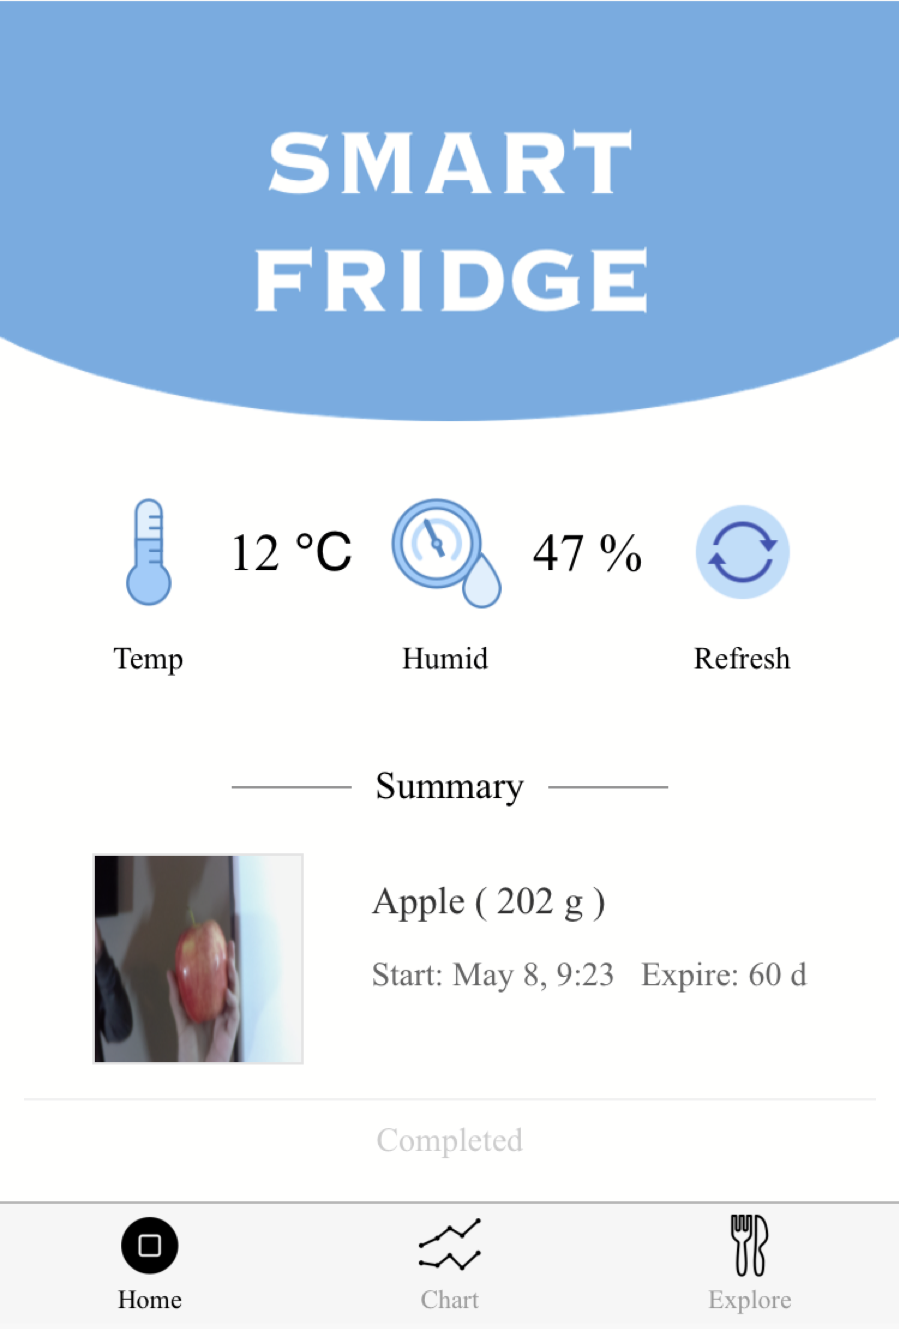 SMART
FRIDGE
12 °C 47 %
Temp Humid Refresh
Summary
Apple ( 202 g )
Start: May 8, 9:23 Expire: 60 d
Completed
Home Chart Explore